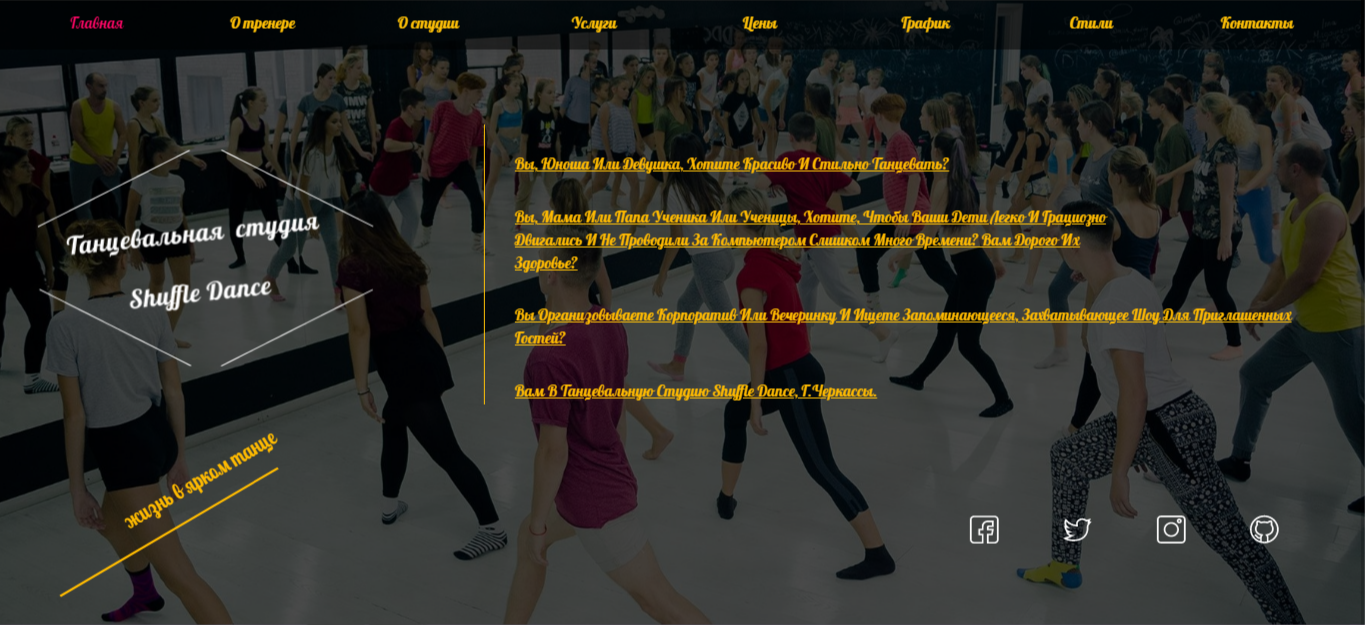 Главная О тренере О студии Услуги Цены График Стили Контакты
Танцевальная студия
Shuffle Dance
жизнь в ярком танце
Вы, Юноша Или Девушка, Хотите Красиво И Стильно Танцевать?
Вы, Мама Или Папа Ученика Или Ученицы, Хотите, Чтобы Ваши Дети Легко И Грациозно
Двигались И Не Проводили За Компьютером Слишком Много Времени? Вам Дорого Их
Здоровье?
Вы Организовываете Корпоратив Или Вечеринку И Ищете Запоминающееся, Захватывающее Шоу Для Приглашенных
Гостей?
Вам В Танцевальную Студию Shuffle Dance, Г.Черкассы.